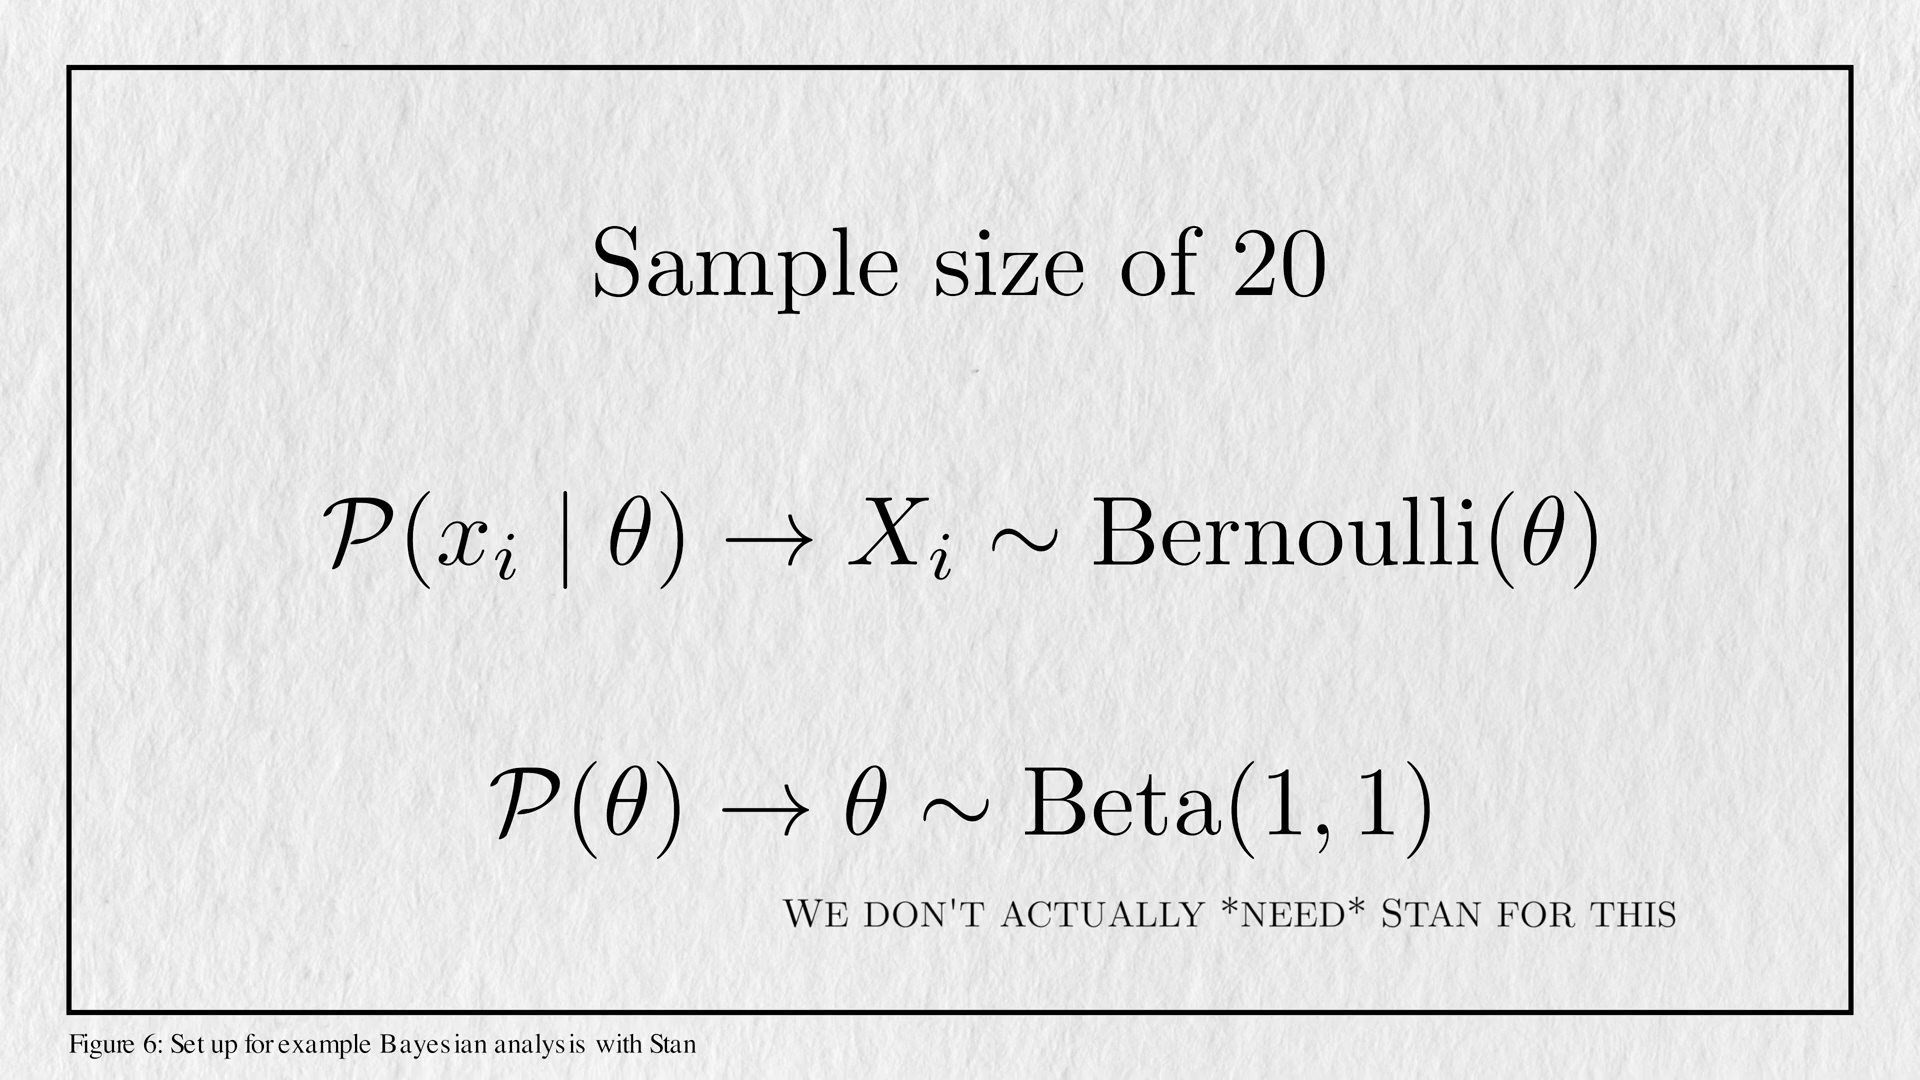 Sample size of 20
𝒫(xᵢ | θ) → Xᵢ ∼ Bernoulli(θ)
𝒫(θ) → θ ∼ Beta(1, 1)
WE DON'T ACTUALLY *NEED* STAN FOR THIS
Figure 6: Set up for example Bayesian analysis with Stan